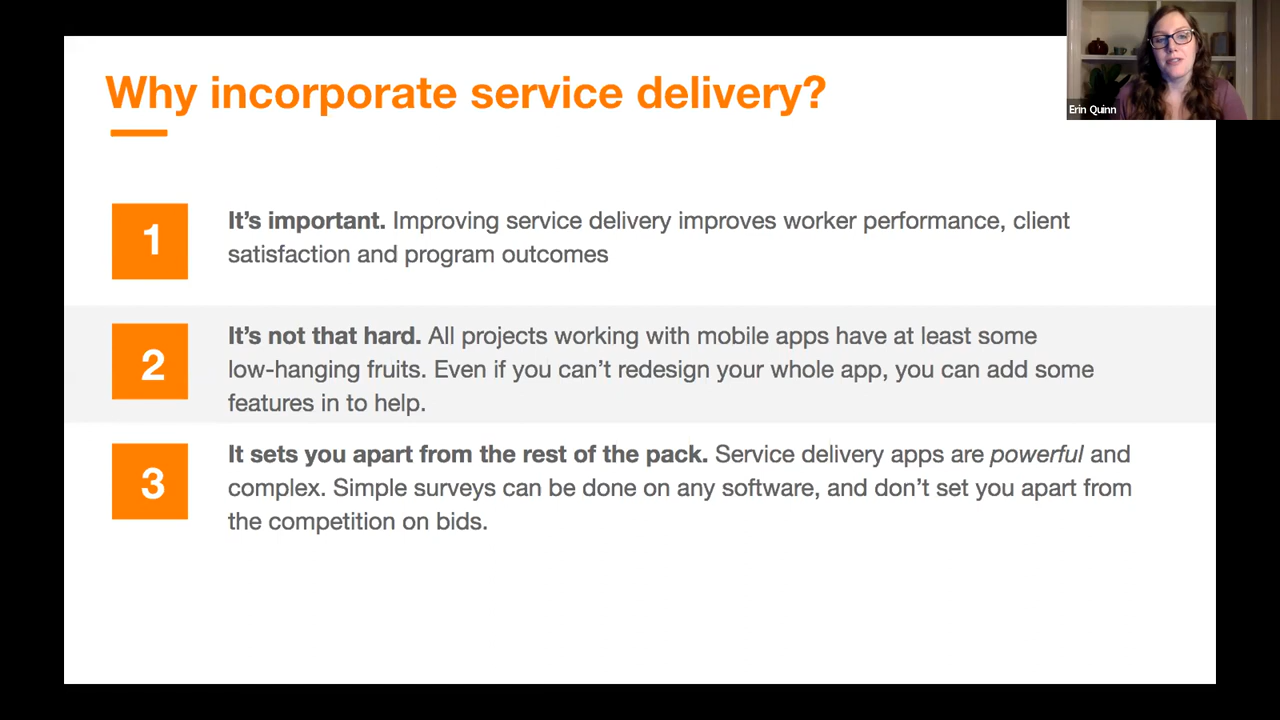 Why incorporate service delivery?
Erin Quinn
1
It's important. Improving service delivery improves worker performance, client
satisfaction and program outcomes
2
It's not that hard. All projects working with mobile apps have at least some
low-hanging fruits. Even if you can't redesign your whole app, you can add some
features in to help.
3
It sets you apart from the rest of the pack. Service delivery apps are powerful and
complex. Simple surveys can be done on any software, and don't set you apart from
the competition on bids.